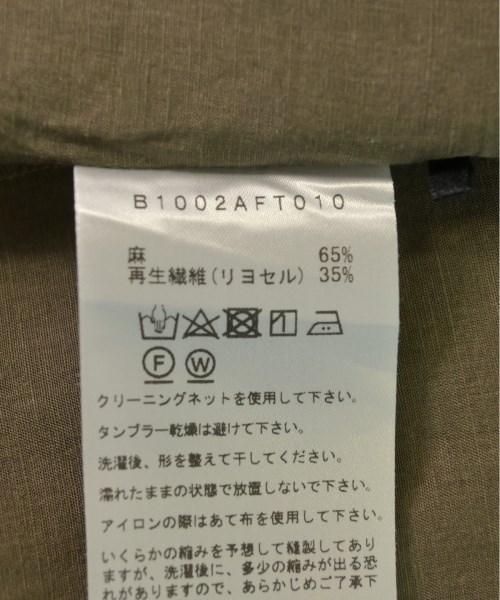 B1002AFT010
麻 65%
再生繊維(リヨセル) 35%
F W
クリーニングネットを使用して下さい。
タンブラー乾燥は避けて下さい。
洗濯後、形を整えて干してください。
濡れたままの状態で放置しないで下さい。
アイロンの際はあて布を使用して下さい。
いくらかの縮みを予想して縫製してあり
ますが、洗濯後に、多少の縮みが出る恐
れがありますので、あらかじめご了承下